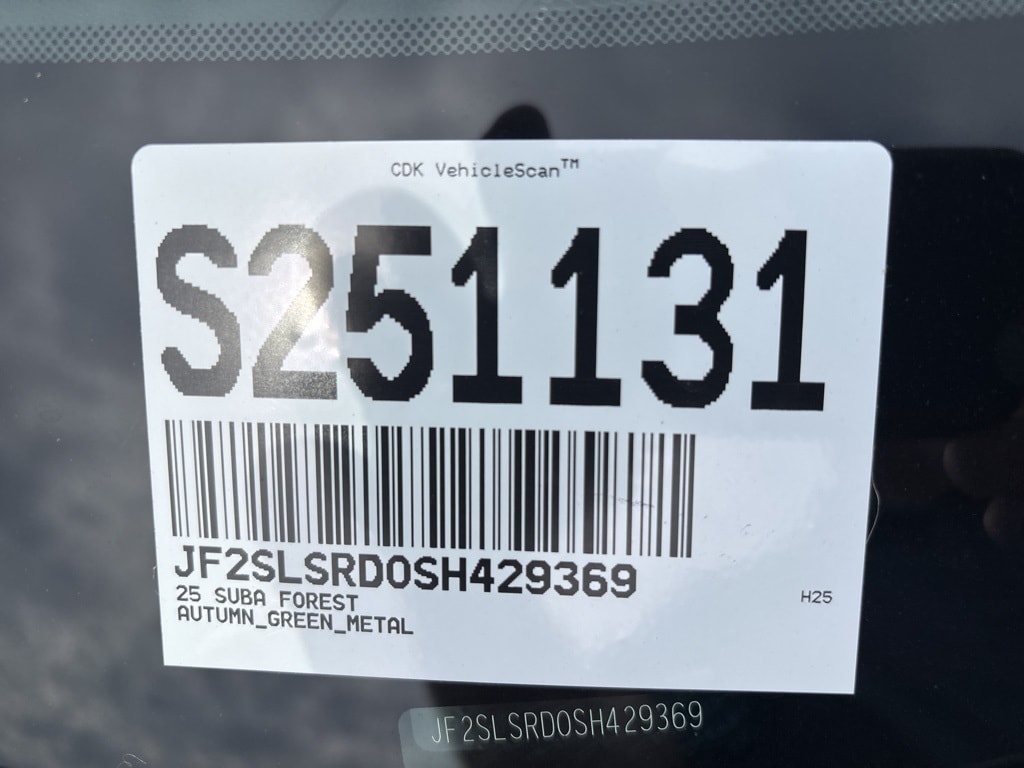 CDK VehicleScan™
S251131
JF2SLSRD0SH429369
25 SUBA FOREST
H25
AUTUMN_GREEN_METAL
JF2SLSRD0SH429369